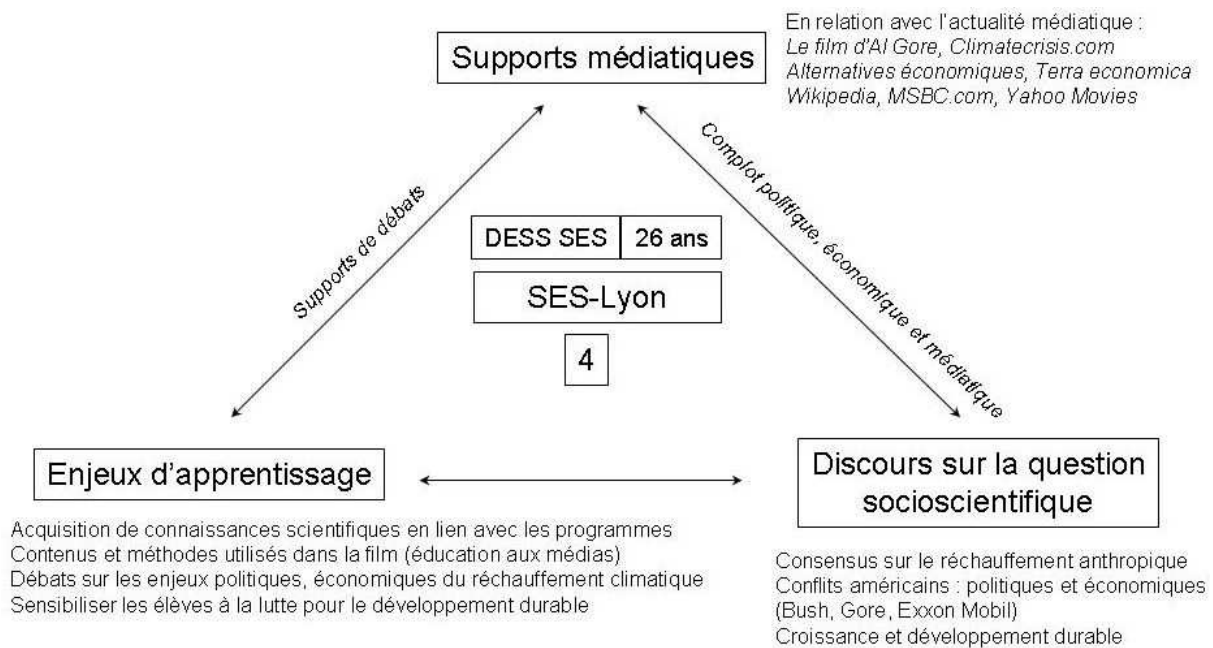 En relation avec l'actualité médiatique :
Le film d'Al Gore, Climatecrisis.com
Alternatives économiques, Terra economica
Wikipedia, MSBC.com, Yahoo Movies
Supports médiatiques
Supports de débats
Complot politique, économique et médiatique
DESS SES
26 ans
SES-Lyon
4
Enjeux d'apprentissage
Acquisition de connaissances scientifiques en lien avec les programmes
Contenus et méthodes utilisés dans la film (éducation aux médias)
Débats sur les enjeux politiques, économiques du réchauffement climatique
Sensibiliser les élèves à la lutte pour le développement durable
Discours sur la question
socioscientifique
Consensus sur le réchauffement anthropique
Conflits américains : politiques et économiques
(Bush, Gore, Exxon Mobil)
Croissance et développement durable